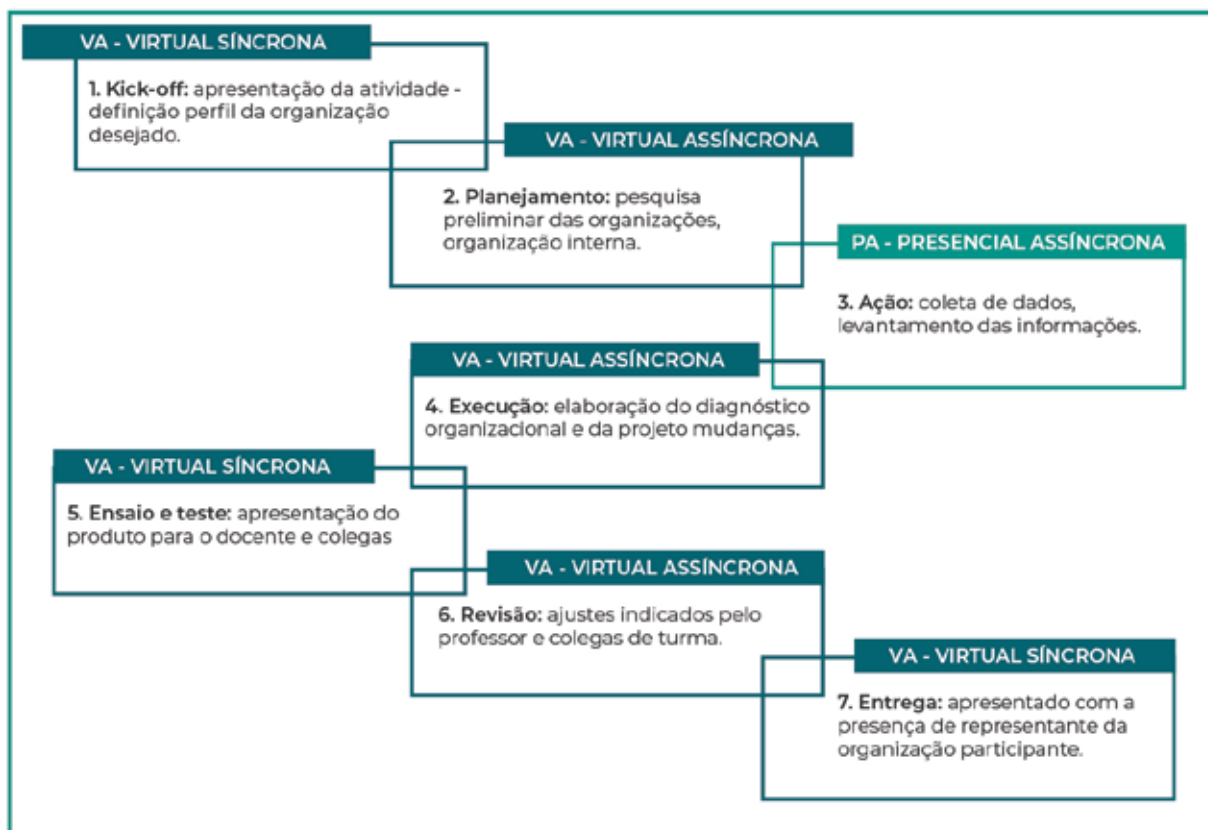 VA - VIRTUAL SÍNCRONA
1. Kick-off: apresentação da atividade -
definição perfil da organização
desejado.
VA - VIRTUAL ASSÍNCRONA
2. Planejamento: pesquisa
preliminar das organizações,
organização interna.
PA - PRESENCIAL ASSÍNCRONA
3. Ação: coleta de dados,
levantamento das informações.
VA - VIRTUAL ASSÍNCRONA
4. Execução: elaboração do diagnóstico
organizacional e da projeto mudanças.
VA - VIRTUAL SÍNCRONA
5. Ensaio e teste: apresentação do
produto para o docente e colegas
VA - VIRTUAL ASSÍNCRONA
6. Revisão: ajustes indicados pelo
professor e colegas de turma.
VA - VIRTUAL SÍNCRONA
7. Entrega: apresentado com a
presença de representante da
organização participante.